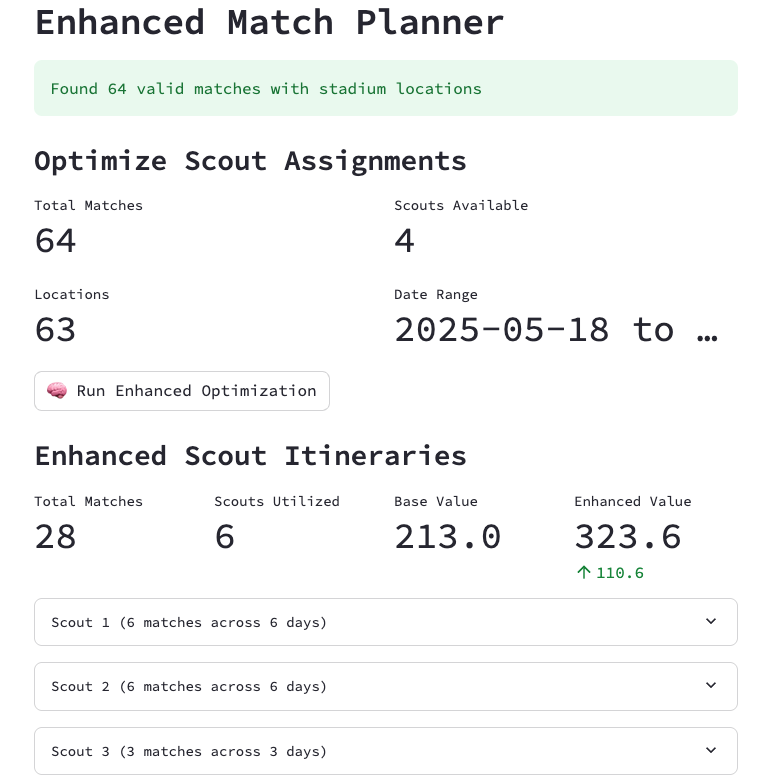 Enhanced Match Planner
Found 64 valid matches with stadium locations
Optimize Scout Assignments
Total Matches
Scouts Available
64
4
Locations
Date Range
63
2025-05-18 to …
Run Enhanced Optimization
Enhanced Scout Itineraries
Total Matches
Scouts Utilized
Base Value
Enhanced Value
28
6
213.0
323.6
↑ 110.6
Scout 1 (6 matches across 6 days)
Scout 2 (6 matches across 6 days)
Scout 3 (3 matches across 3 days)